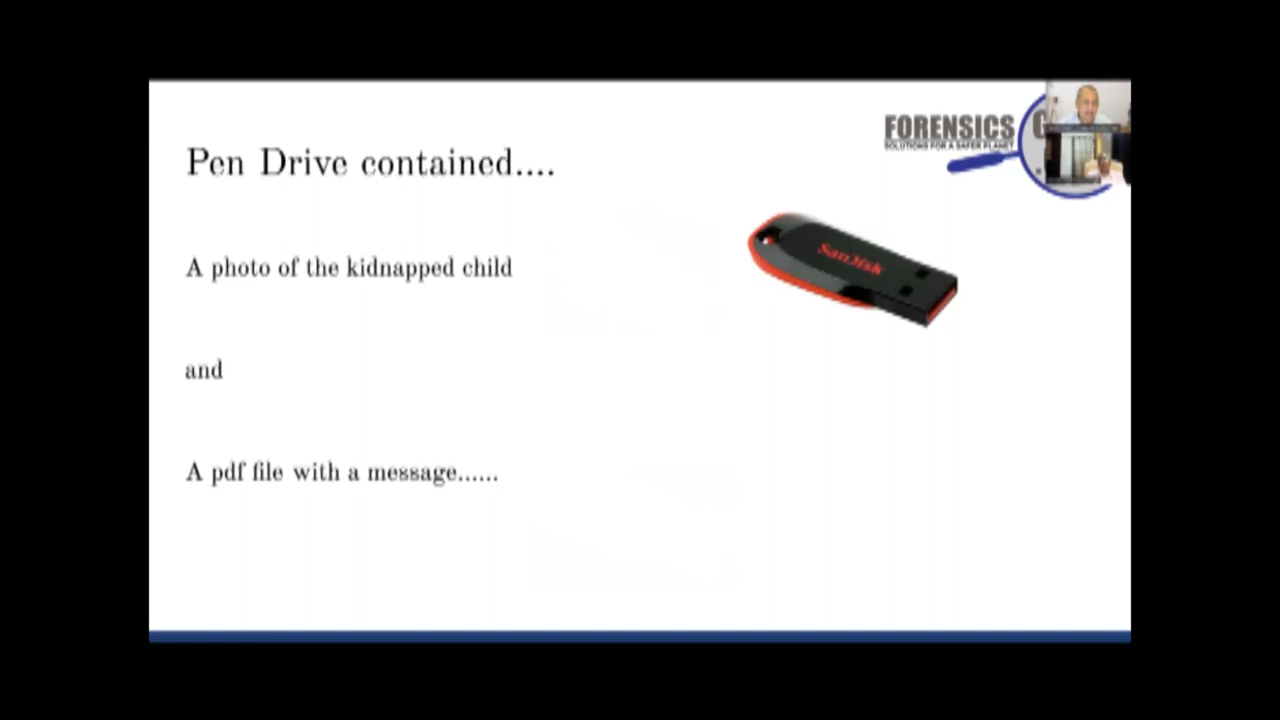 FORENSICS
SOLUTIONS FOR A SAFER PLANET
Pen Drive contained....
SanDisk
A photo of the kidnapped child
and
A pdf file with a message......